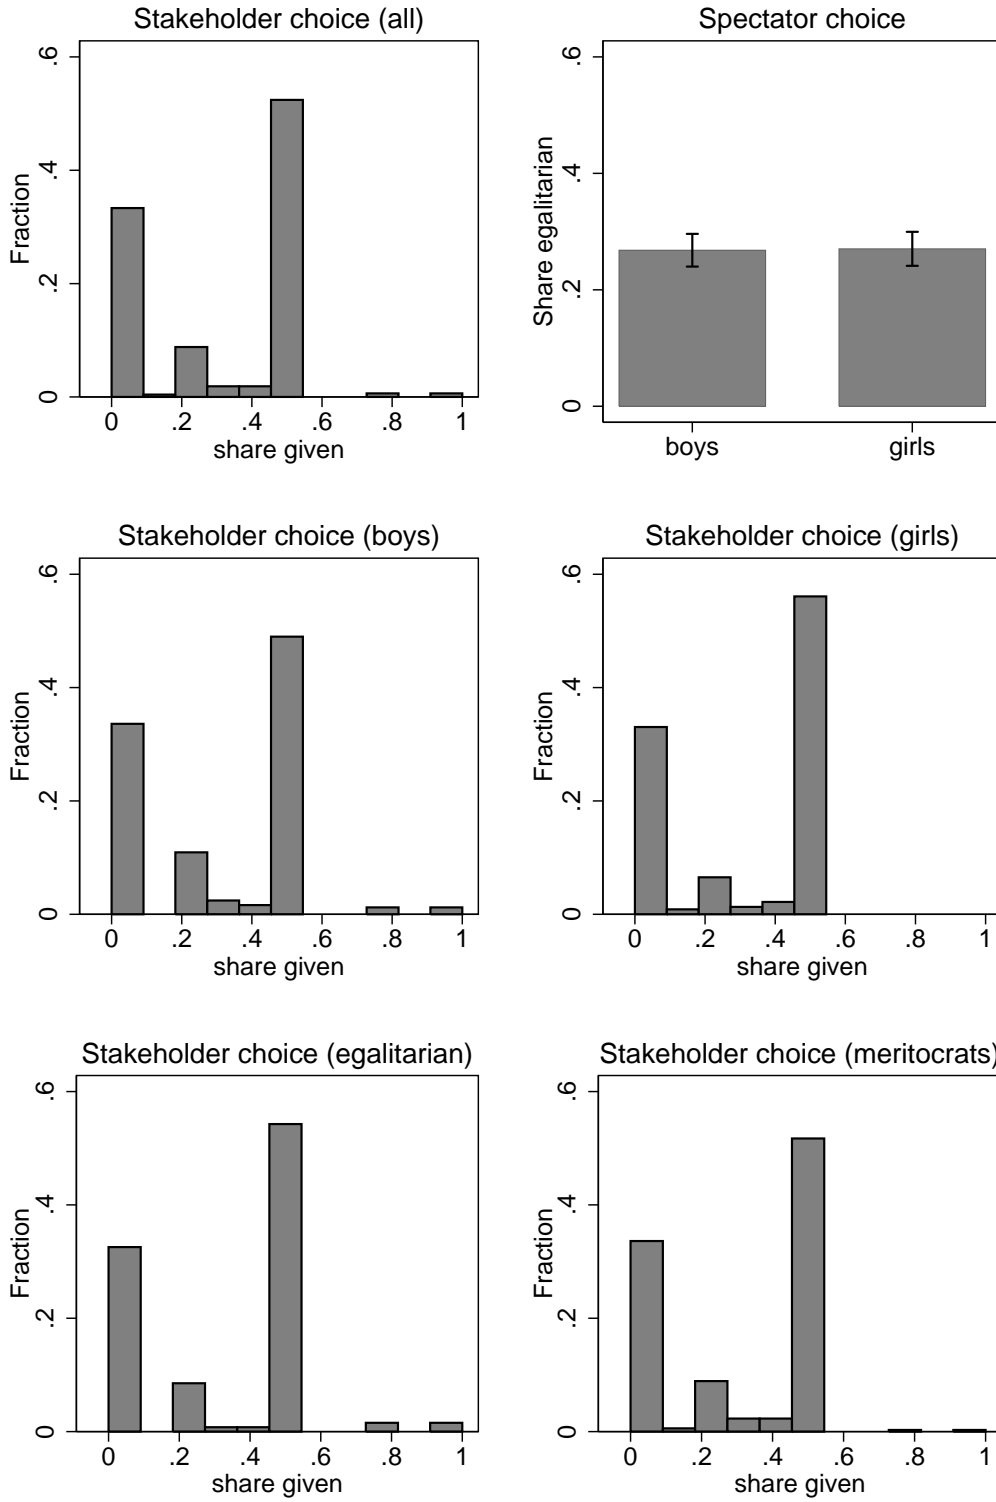 Stakeholder choice (all)
Fraction
0 .2 .4 .6
0 .2 .4 .6 .8 1
share given
Spectator choice
Share egalitarian
0 .2 .4 .6
boys girls
Stakeholder choice (boys)
Fraction
0 .2 .4 .6
0 .2 .4 .6 .8 1
share given
Stakeholder choice (girls)
Fraction
0 .2 .4 .6
0 .2 .4 .6 .8 1
share given
Stakeholder choice (egalitarian)
Fraction
0 .2 .4 .6
0 .2 .4 .6 .8 1
share given
Stakeholder choice (meritocrats)
Fraction
0 .2 .4 .6
0 .2 .4 .6 .8 1
share given